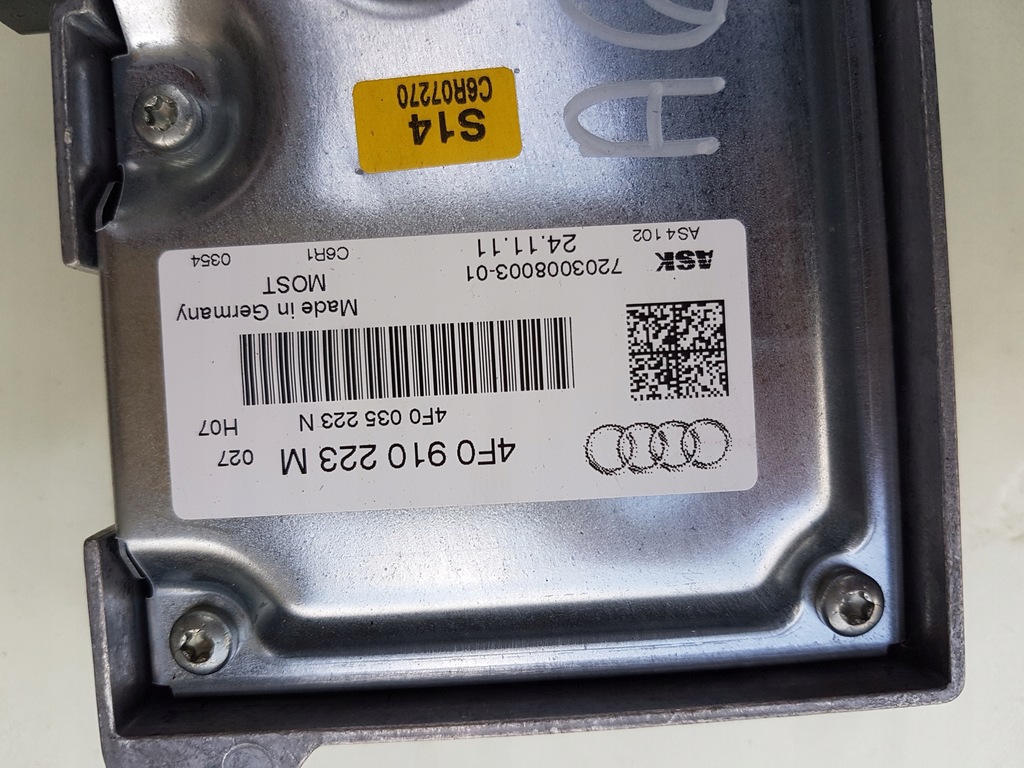 4F0 910 223 M 027
4F0 035 223 N H07
Made in Germany
MOST
ASK 7203008003-01
AS4102 24.11.11 C6R1 0354
S14
C6R07270